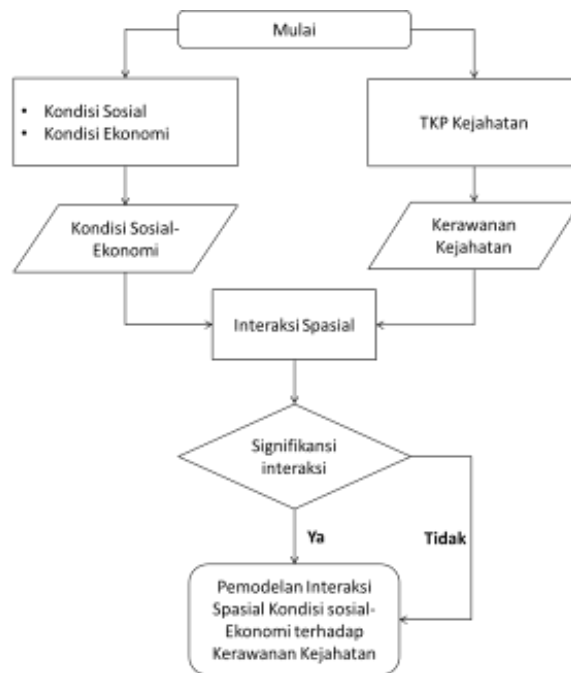 Mulai
• Kondisi Sosial
• Kondisi Ekonomi
TKP Kejahatan
Kondisi Sosial-
Ekonomi
Kerawanan
Kejahatan
Interaksi Spasial
Signifikansi
interaksi
Ya
Tidak
Pemodelan Interaksi
Spasial Kondisi sosial-
Ekonomi terhadap
Kerawanan Kejahatan